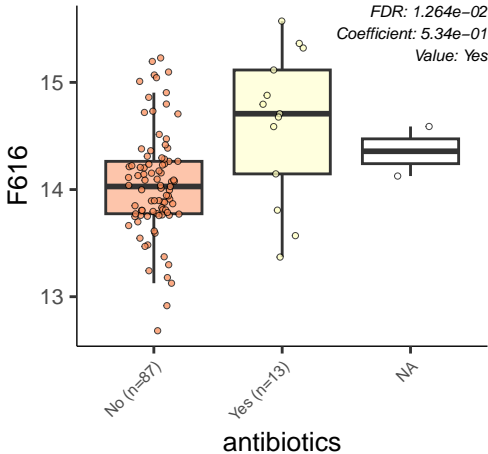 FDR: 1.264e−02
Coefficient: 5.34e−01
Value: Yes
15
14
13
F616
No (n=87)
Yes (n=13)
NA
antibiotics